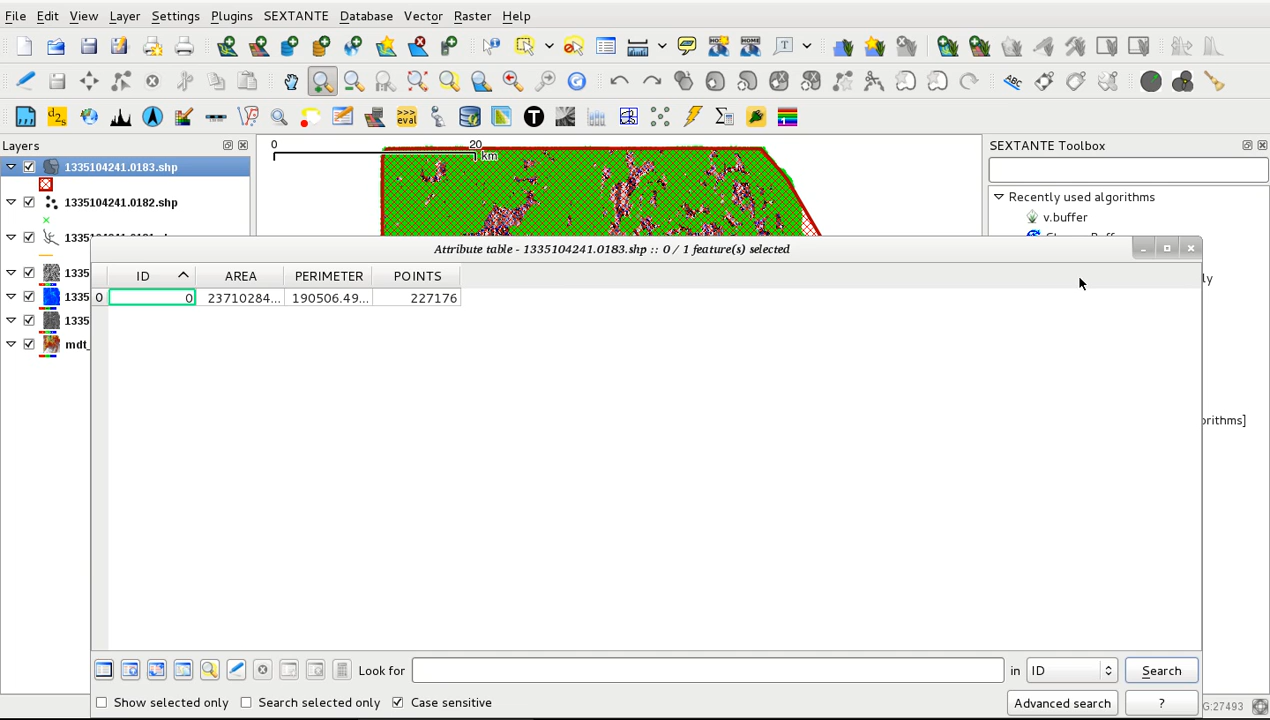 File Edit View Layer Settings Plugins SEXTANTE Database Vector Raster Help
Layers
1335104241.0183.shp
1335104241.0182.shp
1335
1335
1335
mdt_
0 20
km
SEXTANTE Toolbox
Recently used algorithms
v.buffer
ly
orithms]
Attribute table - 1335104241.0183.shp :: 0 / 1 feature(s) selected
ID AREA PERIMETER POINTS
0 0 23710284... 190506.49... 227176
Look for in ID Search
Show selected only Search selected only Case sensitive Advanced search ?
G:27493